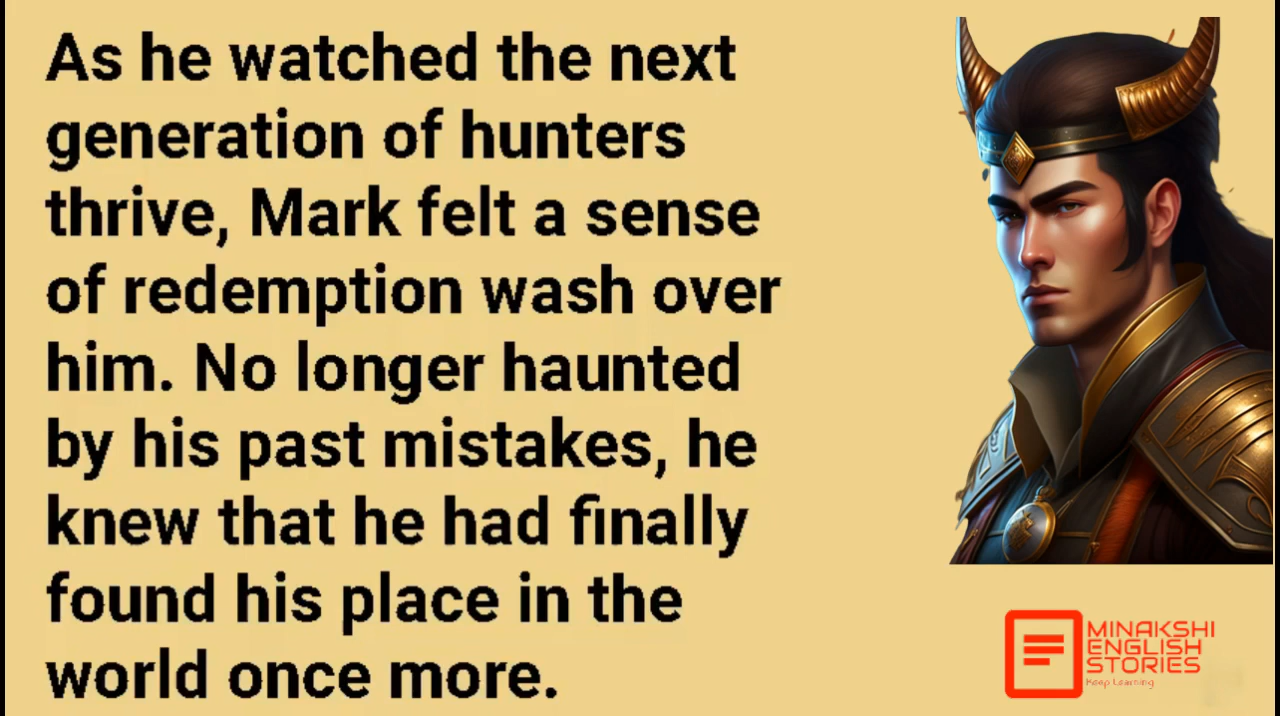 As he watched the next
generation of hunters
thrive, Mark felt a sense
of redemption wash over
him. No longer haunted
by his past mistakes, he
knew that he had finally
found his place in the
world once more.
MINAKSHI
ENGLISH
STORIES
Keep Learning